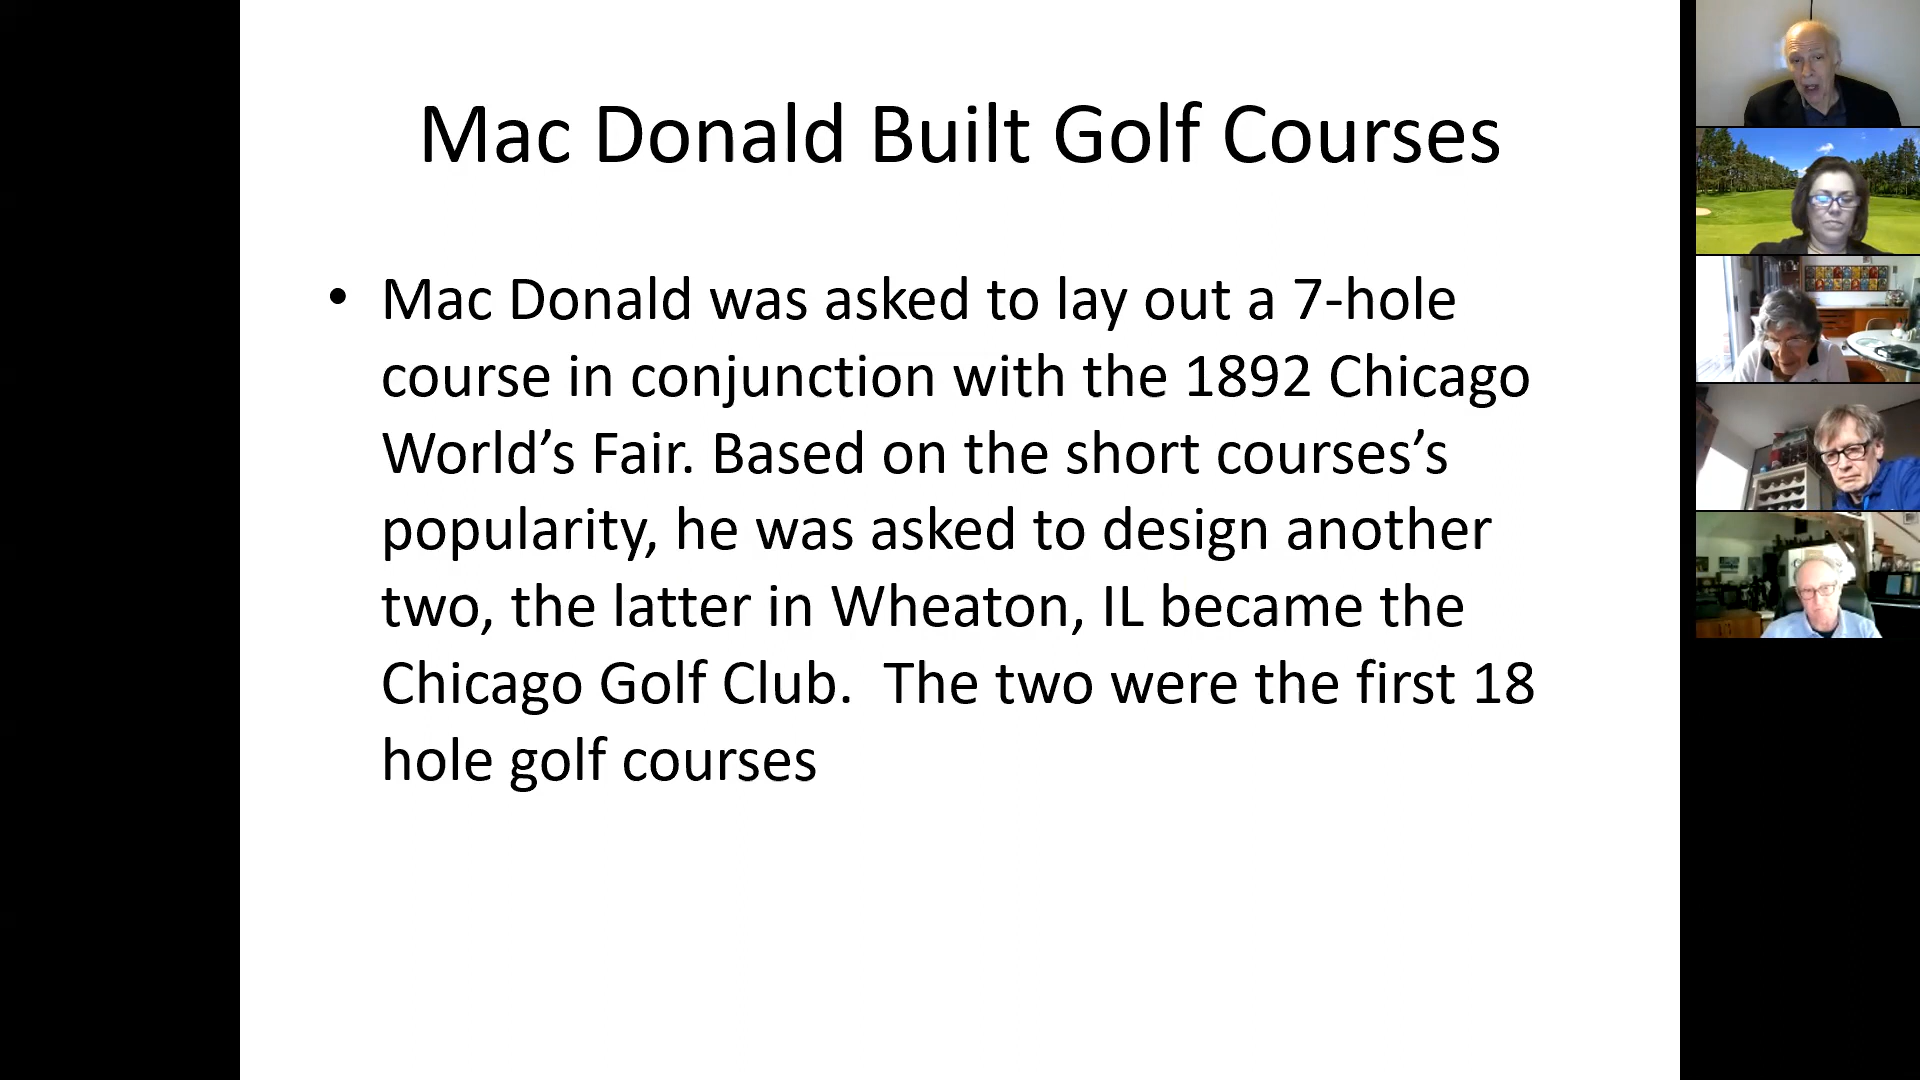 Mac Donald Built Golf Courses
• Mac Donald was asked to lay out a 7-hole
course in conjunction with the 1892 Chicago
World’s Fair. Based on the short courses’s
popularity, he was asked to design another
two, the latter in Wheaton, IL became the
Chicago Golf Club.  The two were the first 18
hole golf courses